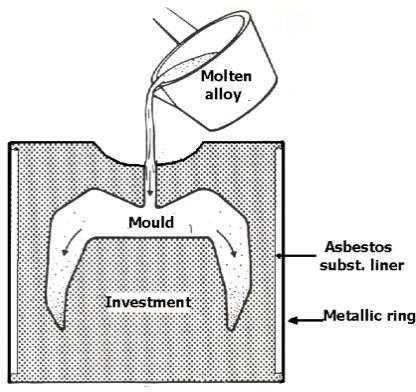 Molten
alloy
Mould
Asbestos
subst. liner
Investment
Metallic ring